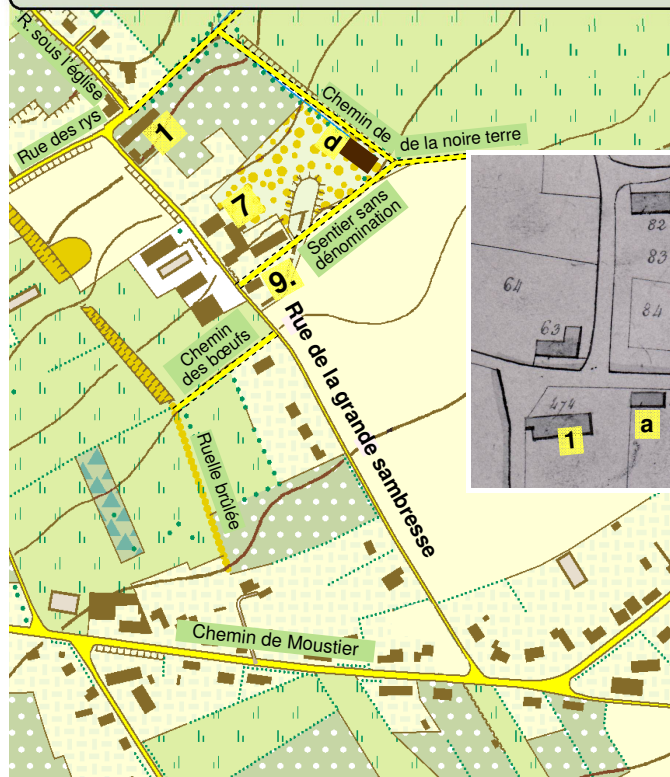 R sous l'église
Rue des rys
1
Chemin de
de la noire terre
d
7
Sentier sans
dénomination
9.
Rue de la grande sambresse
Chemin
des bœufs
Ruelle brûlée
Chemin de Moustier
82
83
84
64
63
474
1
a